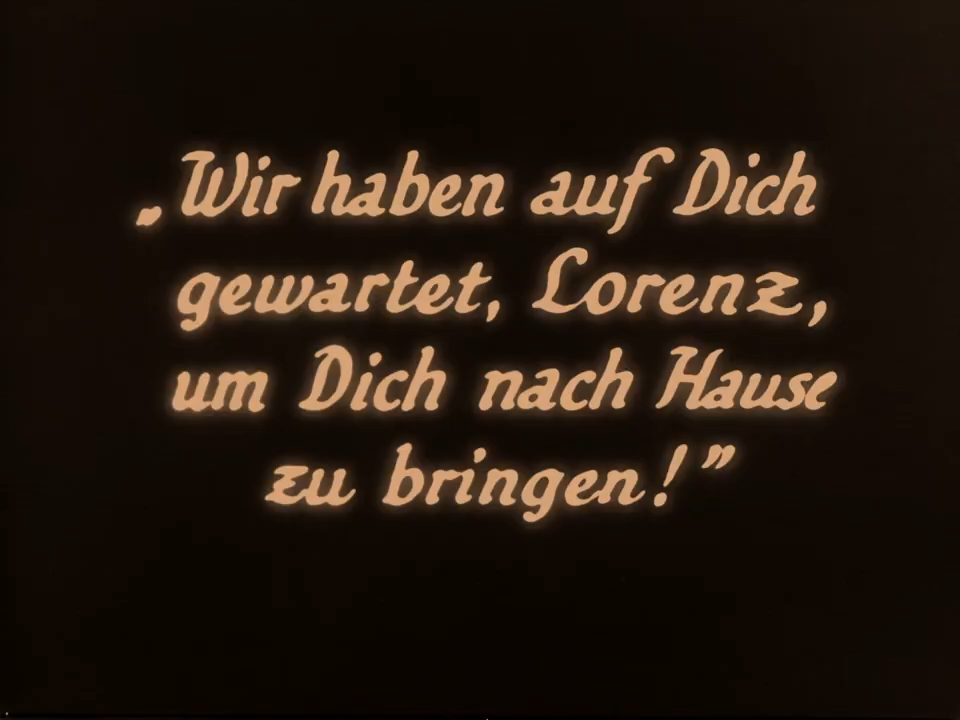 „Wir haben auf Dich
gewartet, Lorenz,
um Dich nach Hause
zu bringen!”